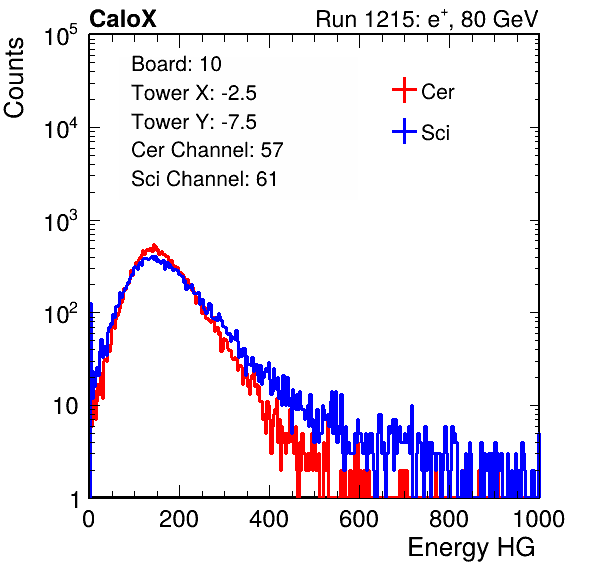 CaloX Run 1215: e⁺, 80 GeV
Counts
10⁵
10⁴
10³
10²
10
1
Board: 10
Tower X: -2.5
Tower Y: -7.5
Cer Channel: 57
Sci Channel: 61
Cer
Sci
0 200 400 600 800 1000
Energy HG